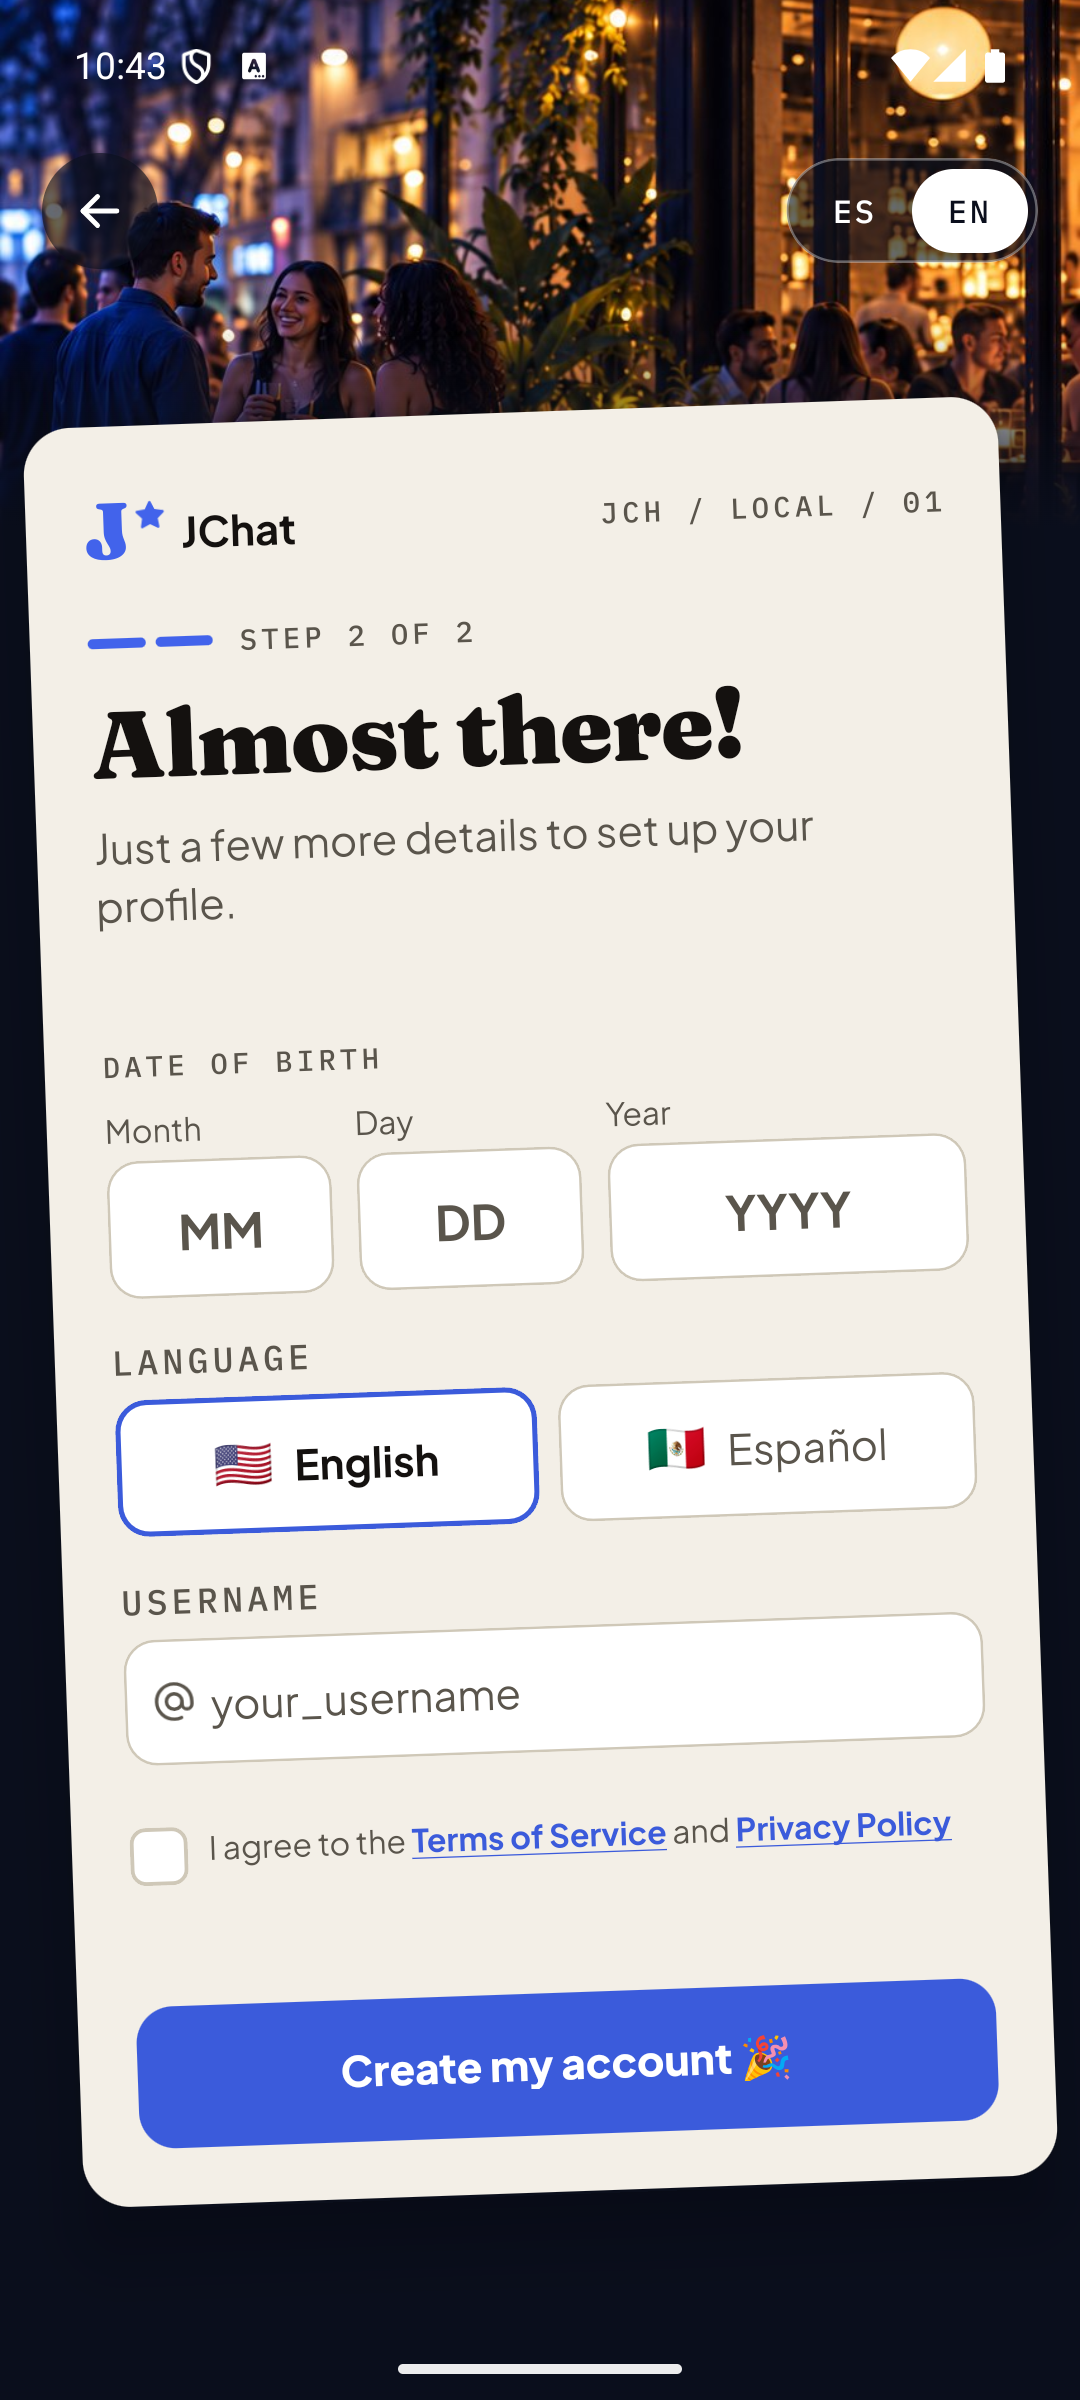 10:43
ES EN
J JChat
JCH / LOCAL / 01
STEP 2 OF 2
Almost there!
Just a few more details to set up your
profile.
DATE OF BIRTH
Month Day Year
MM DD YYYY
LANGUAGE
🇺🇸 English 🇲🇽 Español
USERNAME
@ your_username
I agree to the Terms of Service and Privacy Policy
Create my account 🎉